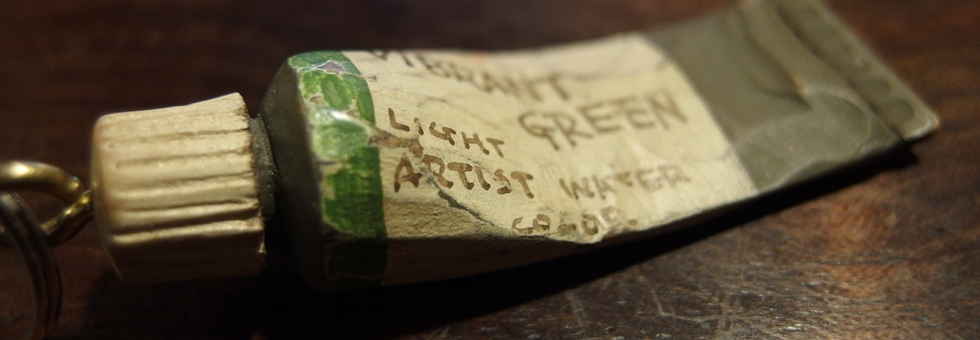 VIBRANT
GREEN
LIGHT
ARTIST WATER
COLOR.